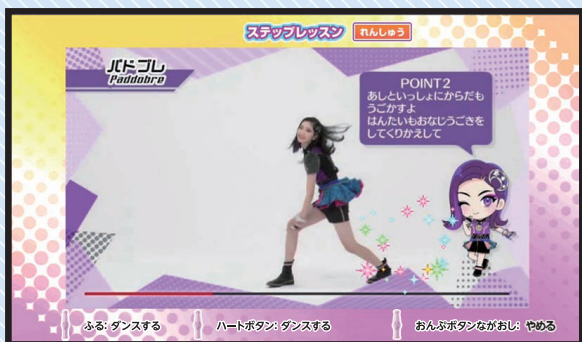 ステップレッスン れんしゅう
パドブレ
Paddobre
POINT2
あしといっしょにからだも
うごかすよ
はんたいもおなじうごきを
してくりかえして
ふる: ダンスする ハートボタン: ダンスする おんぷボタンながおし: やめる